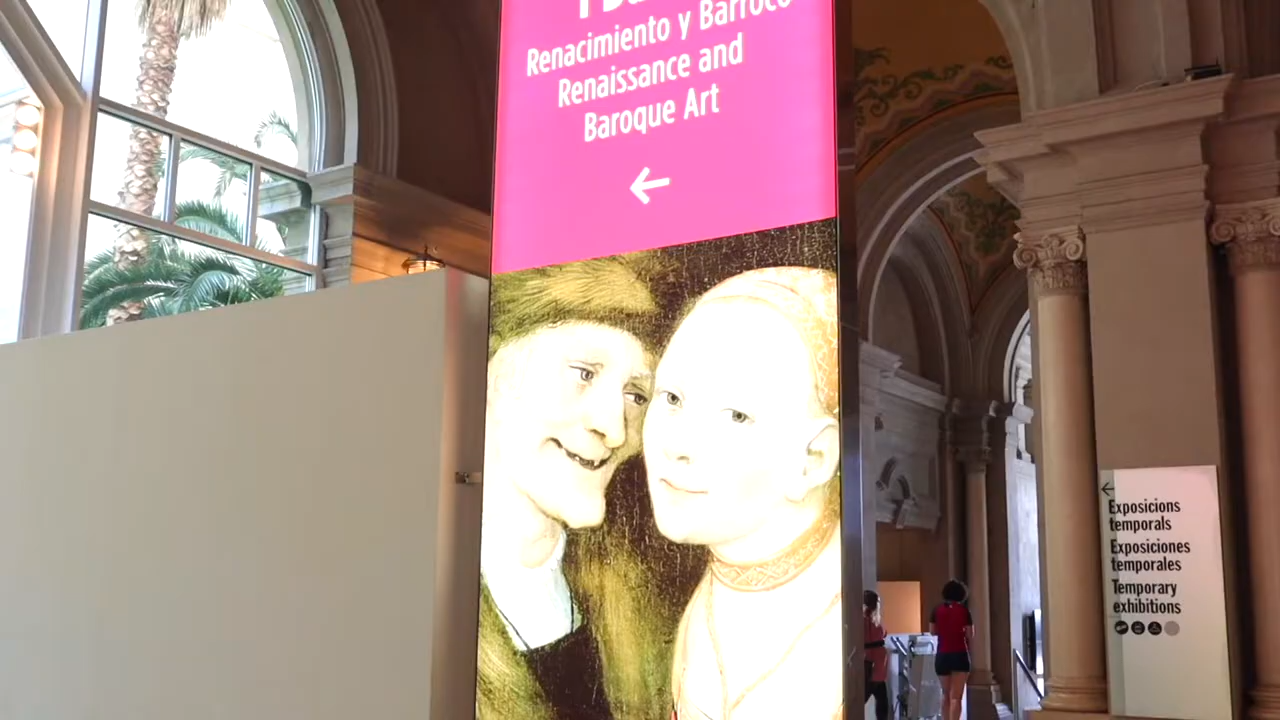 Renacimiento y Barroco
Renaissance and
Baroque Art
←
←
Exposicions
temporals
Exposiciones
temporales
Temporary
exhibitions